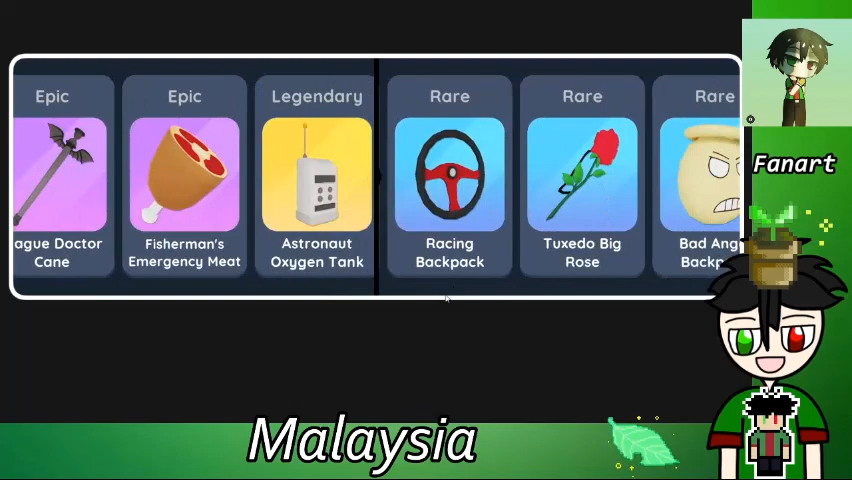 Epic
Epic
Legendary
Rare
Rare
Rare
ague Doctor
Cane
Fisherman's
Emergency Meat
Astronaut
Oxygen Tank
Racing
Backpack
Tuxedo Big
Rose
Bad Ang
Backp
Fanart
Malaysia